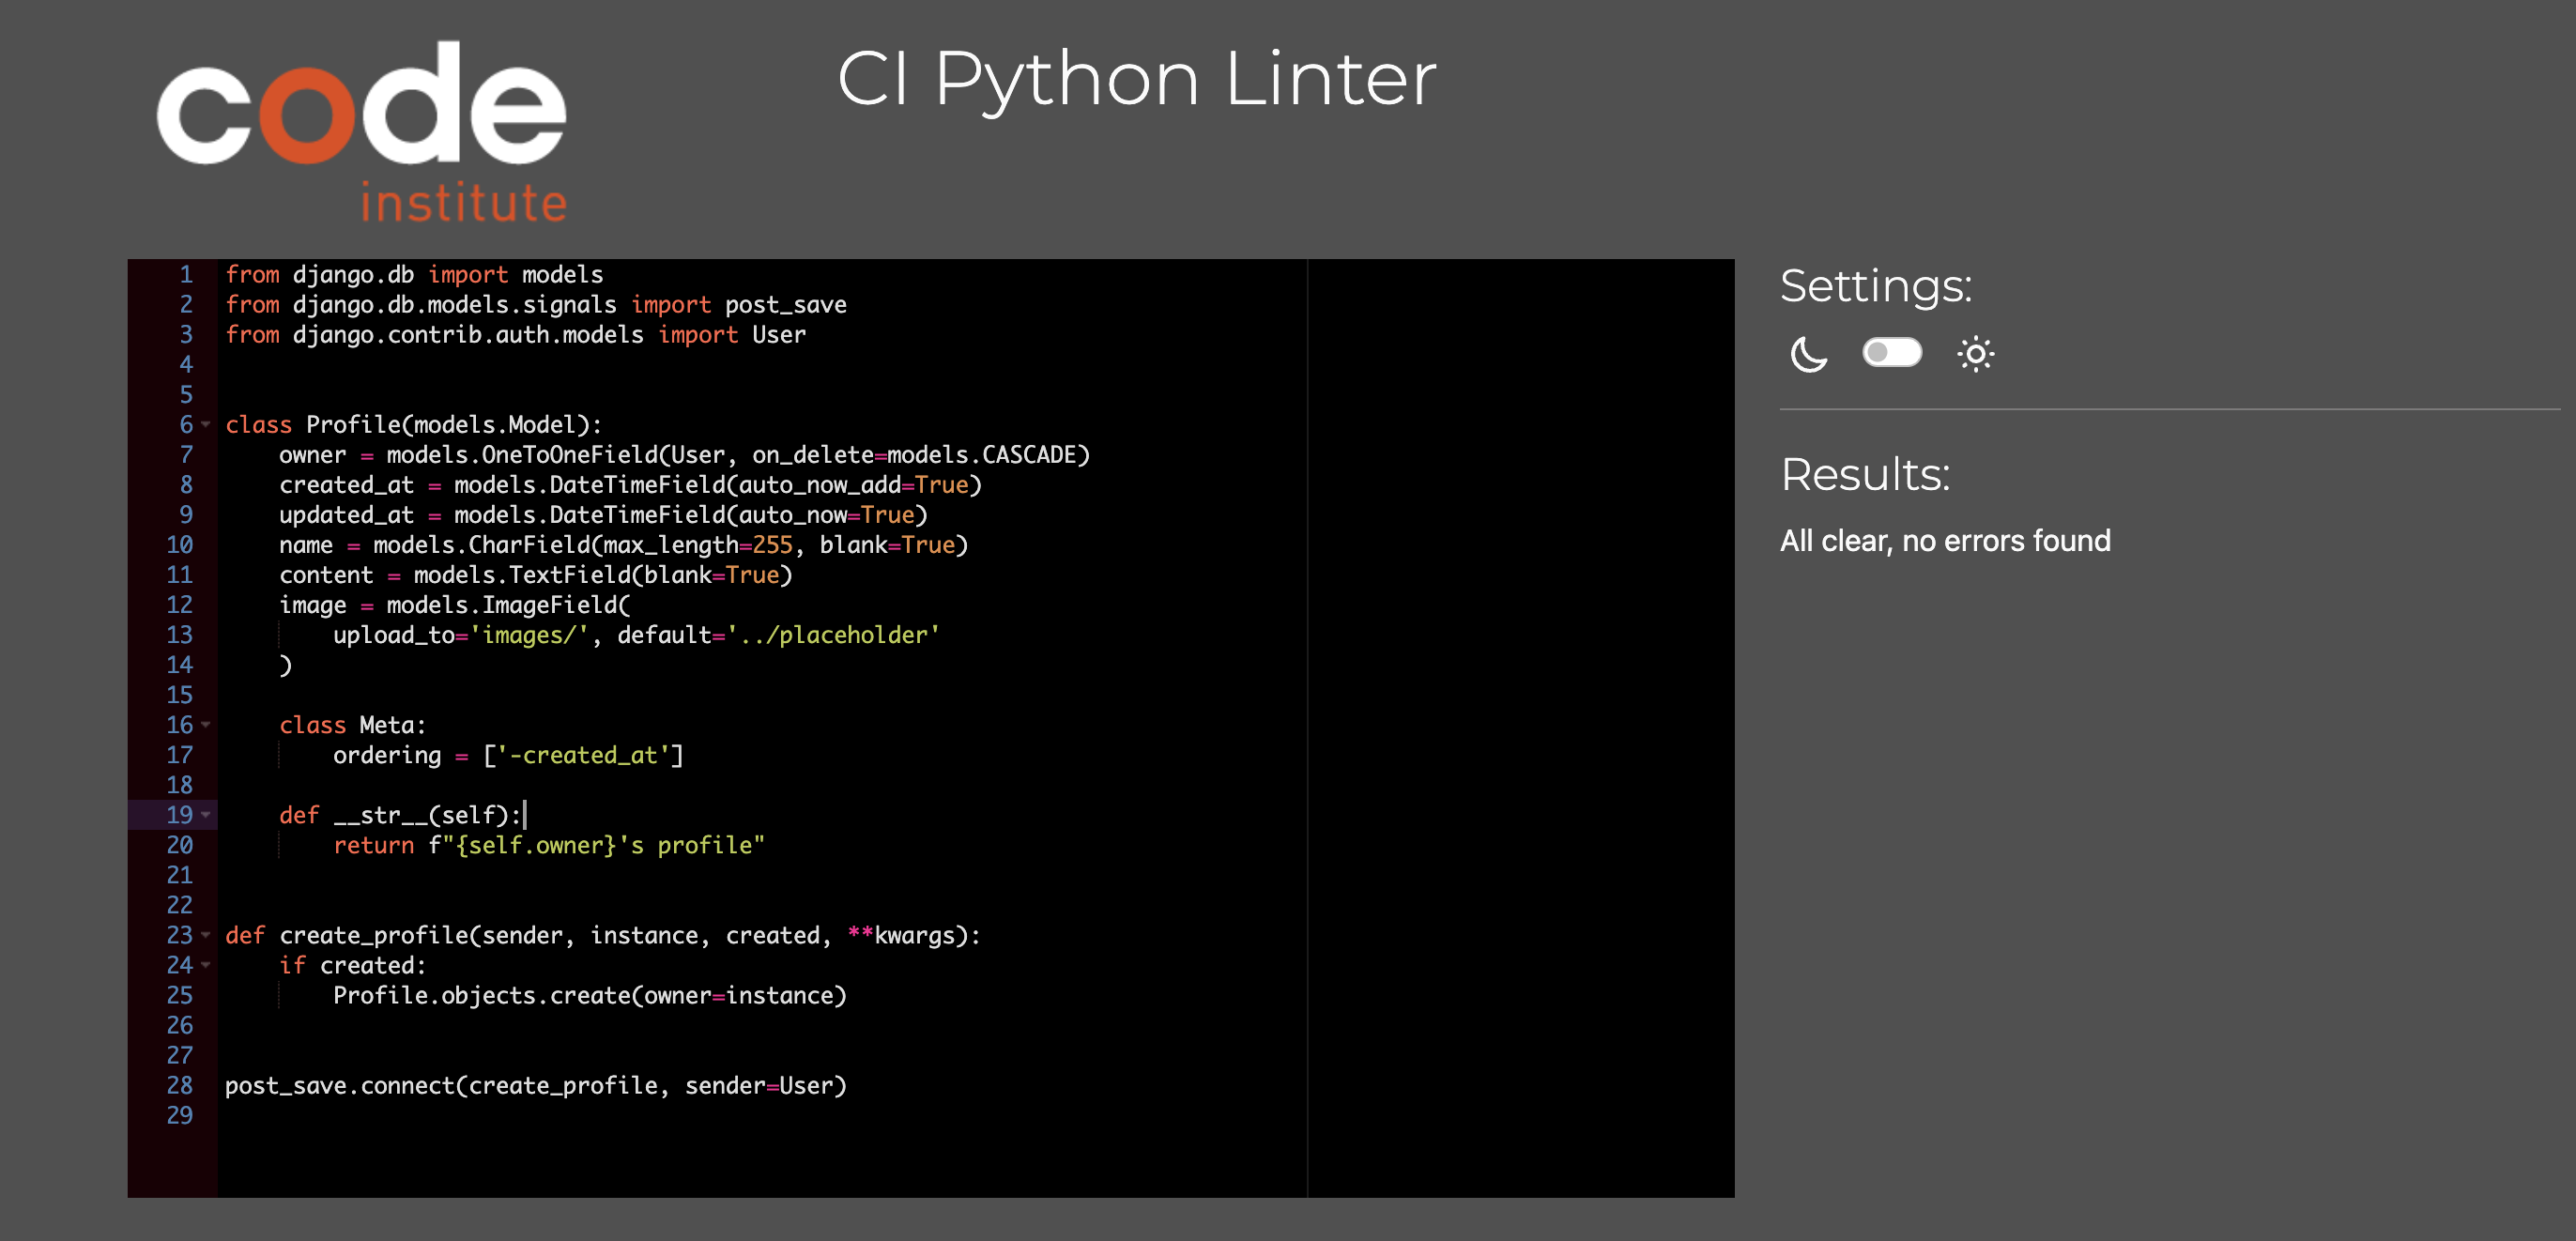 code
institute
CI Python Linter
1 from django.db import models
2 from django.db.models.signals import post_save
3 from django.contrib.auth.models import User
4
5
6 class Profile(models.Model):
7     owner = models.OneToOneField(User, on_delete=models.CASCADE)
8     created_at = models.DateTimeField(auto_now_add=True)
9     updated_at = models.DateTimeField(auto_now=True)
10     name = models.CharField(max_length=255, blank=True)
11     content = models.TextField(blank=True)
12     image = models.ImageField(
13         upload_to='images/', default='../placeholder'
14     )
15
16     class Meta:
17         ordering = ['-created_at']
18
19     def __str__(self):
20         return f"{self.owner}'s profile"
21
22
23 def create_profile(sender, instance, created, **kwargs):
24     if created:
25         Profile.objects.create(owner=instance)
26
27
28 post_save.connect(create_profile, sender=User)
29
Settings:
Results:
All clear, no errors found